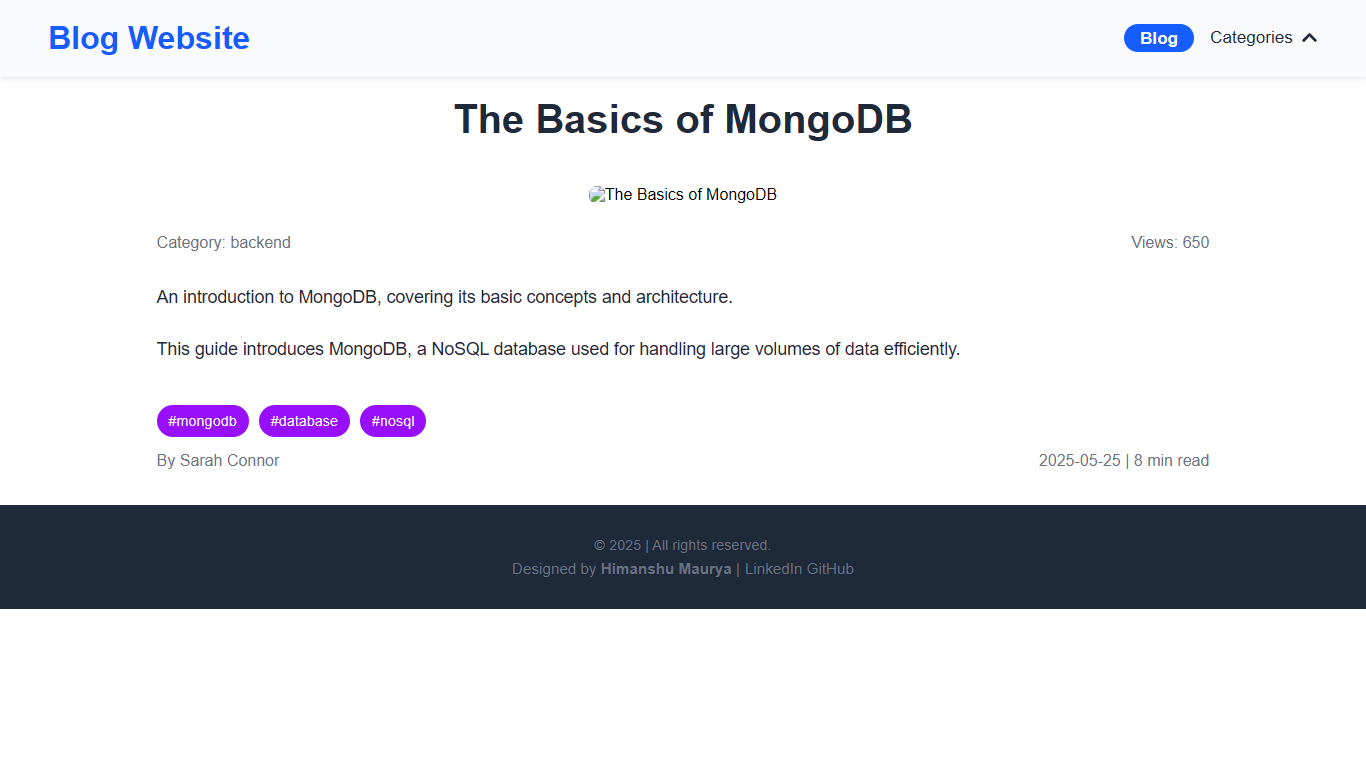 Blog Website
Blog Categories
The Basics of MongoDB
The Basics of MongoDB
Category: backend Views: 650
An introduction to MongoDB, covering its basic concepts and architecture.
This guide introduces MongoDB, a NoSQL database used for handling large volumes of data efficiently.
#mongodb #database #nosql
By Sarah Connor 2025-05-25 | 8 min read
© 2025 | All rights reserved.
Designed by Himanshu Maurya | LinkedIn GitHub